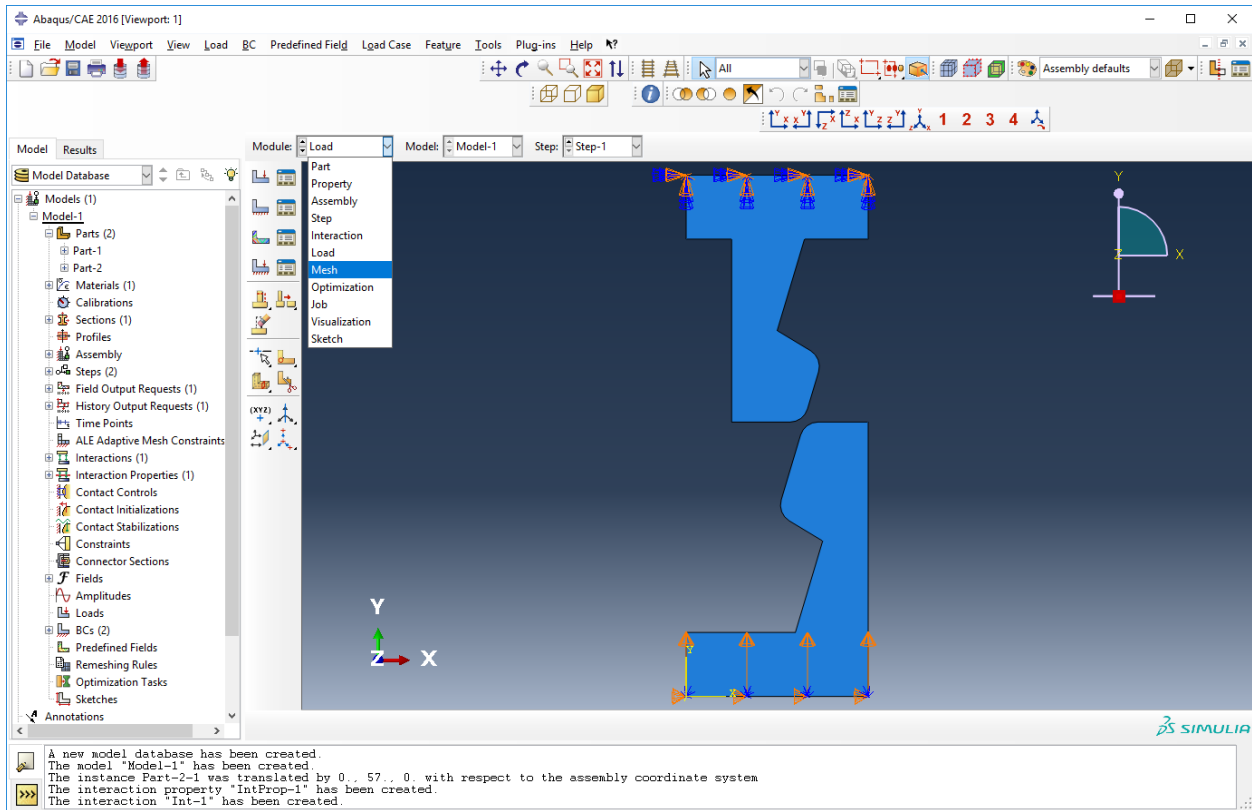 Abaqus/CAE 2016 [Viewport: 1]
File Model Viewport View Load BC Predefined Field Load Case Feature Tools Plug-ins Help
All Assembly defaults
1 2 3 4
Model Results
Module: Load Model: Model-1 Step: Step-1
Model Database
Models (1)
Model-1
Parts (2)
Part-1
Part-2
Materials (1)
Calibrations
Sections (1)
Profiles
Assembly
Steps (2)
Field Output Requests (1)
History Output Requests (1)
Time Points
ALE Adaptive Mesh Constraints
Interactions (1)
Interaction Properties (1)
Contact Controls
Contact Initializations
Contact Stabilizations
Constraints
Connector Sections
Fields
Amplitudes
Loads
BCs (2)
Predefined Fields
Remeshing Rules
Optimization Tasks
Sketches
Annotations
Part
Property
Assembly
Step
Interaction
Load
Mesh
Optimization
Job
Visualization
Sketch
(XYZ)
Y
Z X
Y
Z X
Y
X
SIMULIA
A new model database has been created.
The model "Model-1" has been created.
The instance Part-2-1 was translated by 0., 57., 0. with respect to the assembly coordinate system
The interaction property "IntProp-1" has been created.
The interaction "Int-1" has been created.